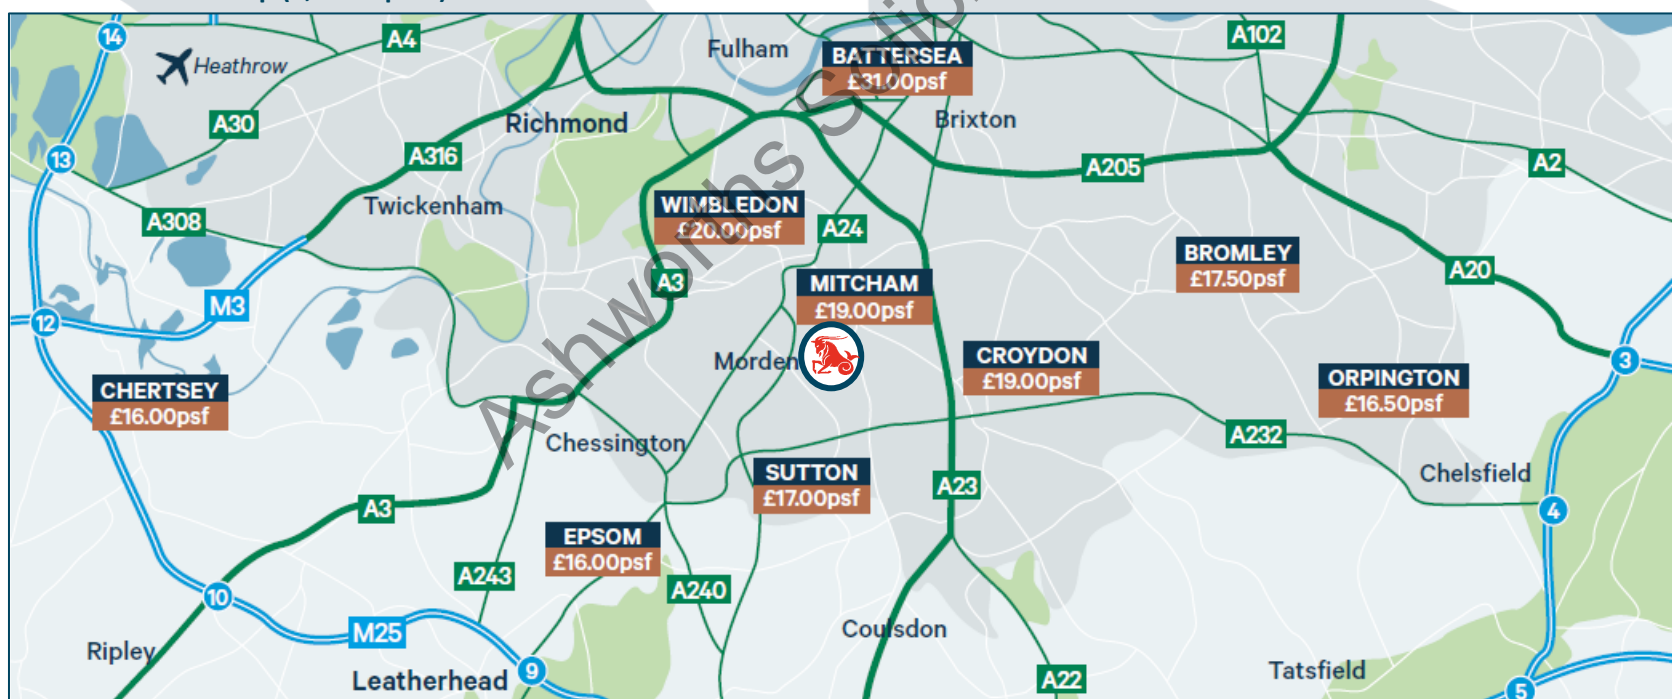 14
A4
Heathrow
Fulham
BATTERSEA
£31.00psf
A102
A30
Richmond
Brixton
13
A316
A205
A2
Twickenham
WIMBLEDON
£20.00psf
A308
A24
BROMLEY
£17.50psf
A20
M3
A3
MITCHAM
£19.00psf
12
Morden
CROYDON
£19.00psf
3
CHERTSEY
£16.00psf
ORPINGTON
£16.50psf
Chessington
A232
SUTTON
£17.00psf
Chelsfield
A3
A23
4
EPSOM
£16.00psf
A243
A240
10
M25
Coulsdon
Ripley
Leatherhead
9
A22
Tatsfield
5